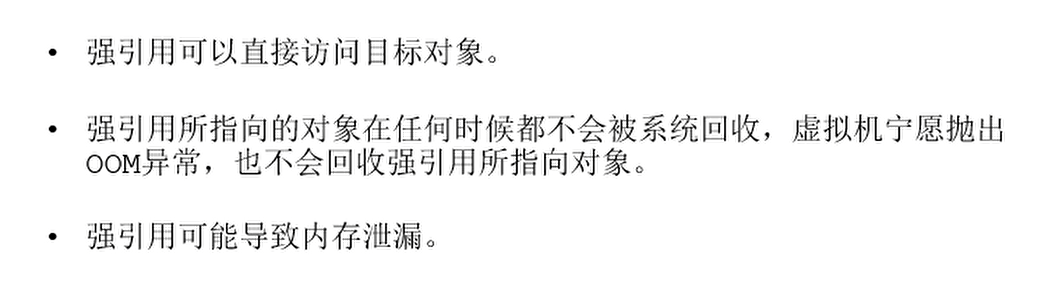 • 强引用可以直接访问目标对象。
• 强引用所指向的对象在任何时候都不会被系统回收，虚拟机宁愿抛出
OOM异常，也不会回收强引用所指向对象。
• 强引用可能导致内存泄漏。